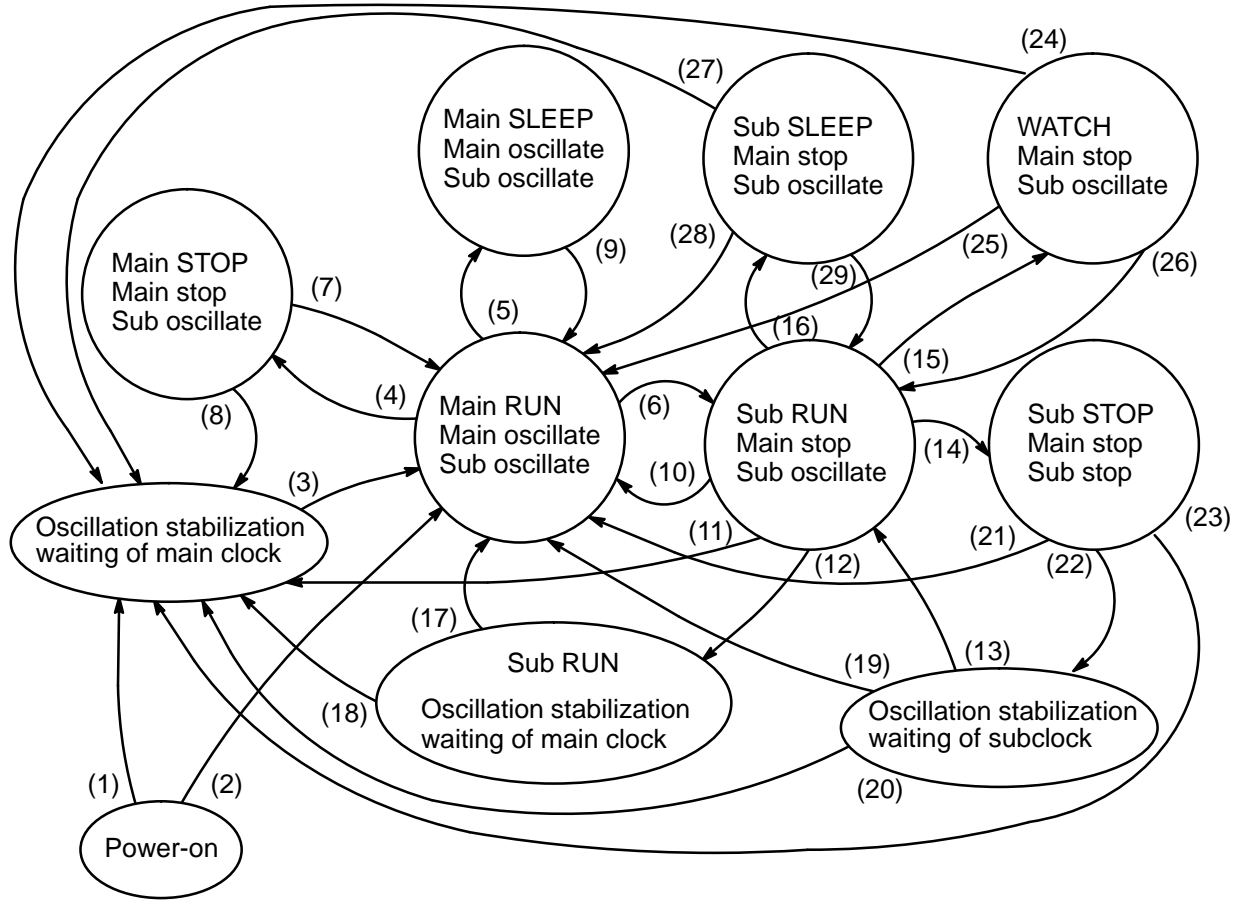 (24)
(27)
Main SLEEP
Main oscillate
Sub oscillate
Sub SLEEP
Main stop
Sub oscillate
WATCH
Main stop
Sub oscillate
(9)
(28)
(25)
(26)
(29)
Main STOP
Main stop
Sub oscillate
(7)
(5)
(16)
(15)
(4)
(8)
Main RUN
Main oscillate
Sub oscillate
(6)
(10)
Sub RUN
Main stop
Sub oscillate
(14)
Sub STOP
Main stop
Sub stop
(3)
(11)
(12)
(21)
(22)
(23)
Oscillation stabilization
waiting of main clock
(17)
(18)
Sub RUN
Oscillation stabilization
waiting of main clock
(19)
(13)
Oscillation stabilization
waiting of subclock
(20)
(1)
(2)
Power-on